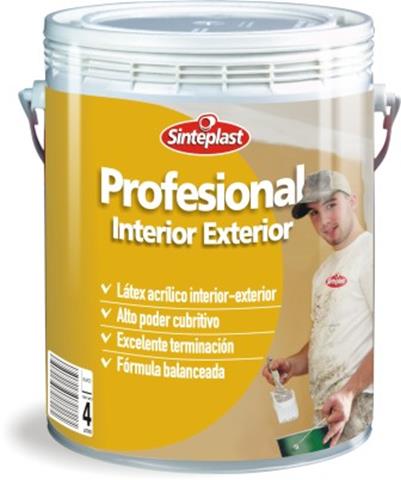 Sinteplast
Profesional
Interior Exterior
Látex acrílico interior-exterior
Alto poder cubritivo
Excelente terminación
Fórmula balanceada
Sinteplast
4